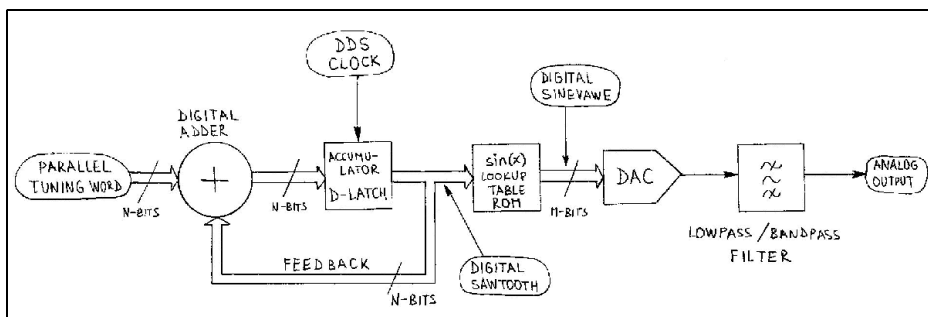 DDS
CLOCK
DIGITAL
SINEVAWE
DIGITAL
ADDER
PARALLEL
TUNING WORD
N-BITS
+
N-BITS
ACCUMU-
LATOR
D-LATCH
sin(x)
LOOKUP
TABLE
ROM
M-BITS
DAC
ANALOG
OUTPUT
LOWPASS/BANDPASS
FILTER
FEEDBACK
N-BITS
DIGITAL
SAWTOOTH